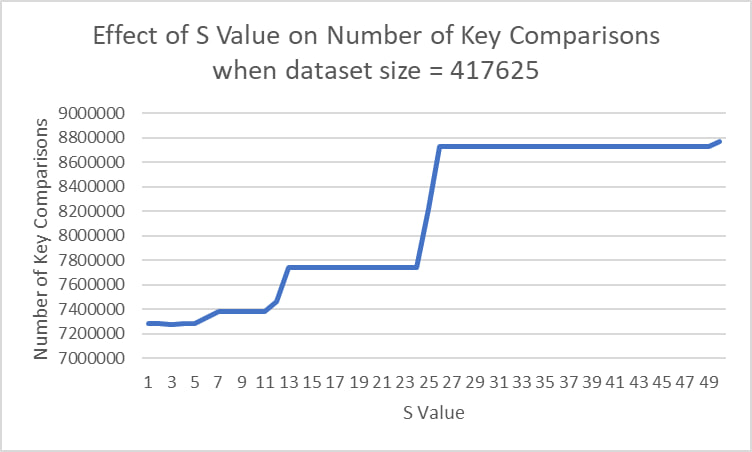 Effect of S Value on Number of Key Comparisons
when dataset size = 417625
Number of Key Comparisons
9000000
8800000
8600000
8400000
8200000
8000000
7800000
7600000
7400000
7200000
7000000
1 3 5 7 9 11 13 15 17 19 21 23 25 27 29 31 33 35 37 39 41 43 45 47 49
S Value